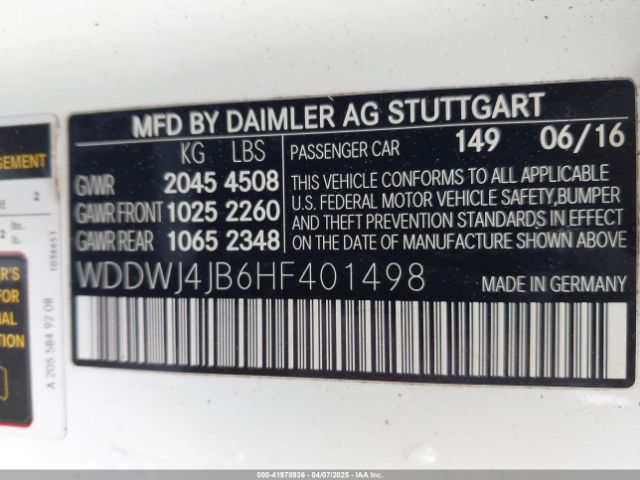 MFD BY DAIMLER AG STUTTGART
KG LBS
GVWR 2045 4508
GAWR FRONT 1025 2260
GAWR REAR 1065 2348
PASSENGER CAR 149 06/16
THIS VEHICLE CONFORMS TO ALL APPLICABLE
U.S. FEDERAL MOTOR VEHICLE SAFETY,BUMPER
AND THEFT PREVENTION STANDARDS IN EFFECT
ON THE DATE OF MANUFACTURE SHOWN ABOVE
WDDWJ4JB6HF401498
2
A 205 584 92 08
1036451
FOR
000-41978936 04/07/2025 IAA Inc.